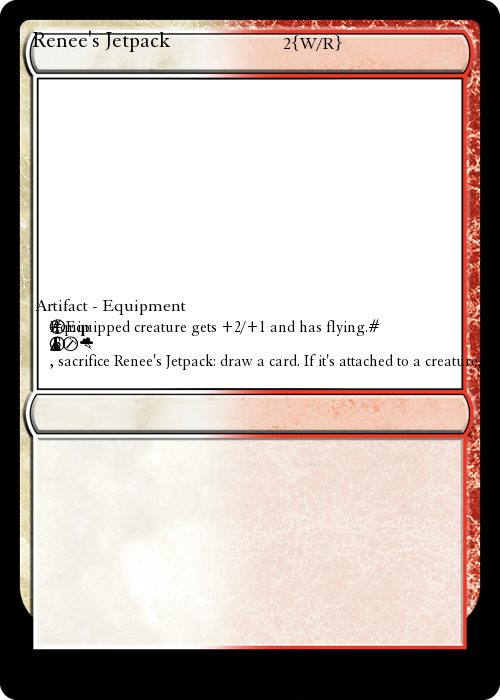 Renee's Jetpack 2{W/R}
Artifact - Equipment
Equipped creature gets +2/+1 and has flying.#
, sacrifice Renee's Jetpack: draw a card. If it's attached to a creature